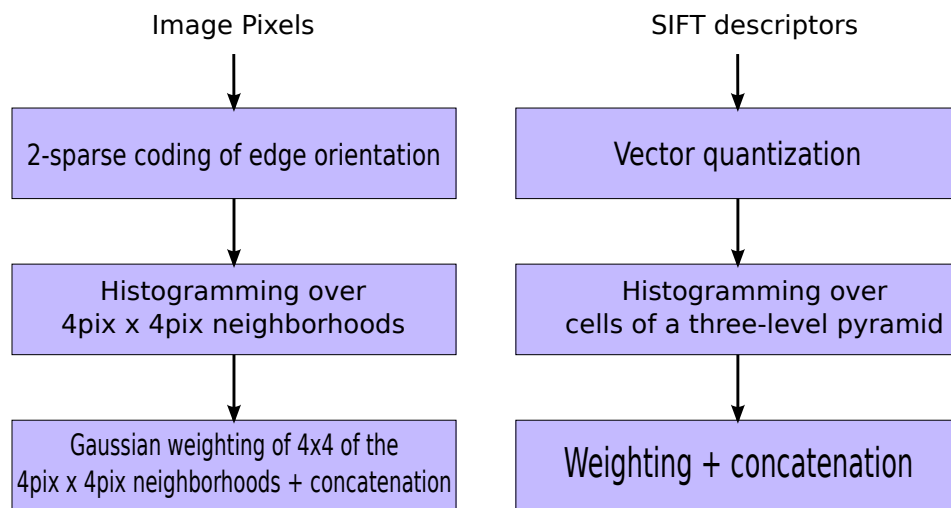 Image Pixels
2-sparse coding of edge orientation
Histogramming over
4pix x 4pix neighborhoods
Gaussian weighting of 4x4 of the
4pix x 4pix neighborhoods + concatenation
SIFT descriptors
Vector quantization
Histogramming over
cells of a three-level pyramid
Weighting + concatenation